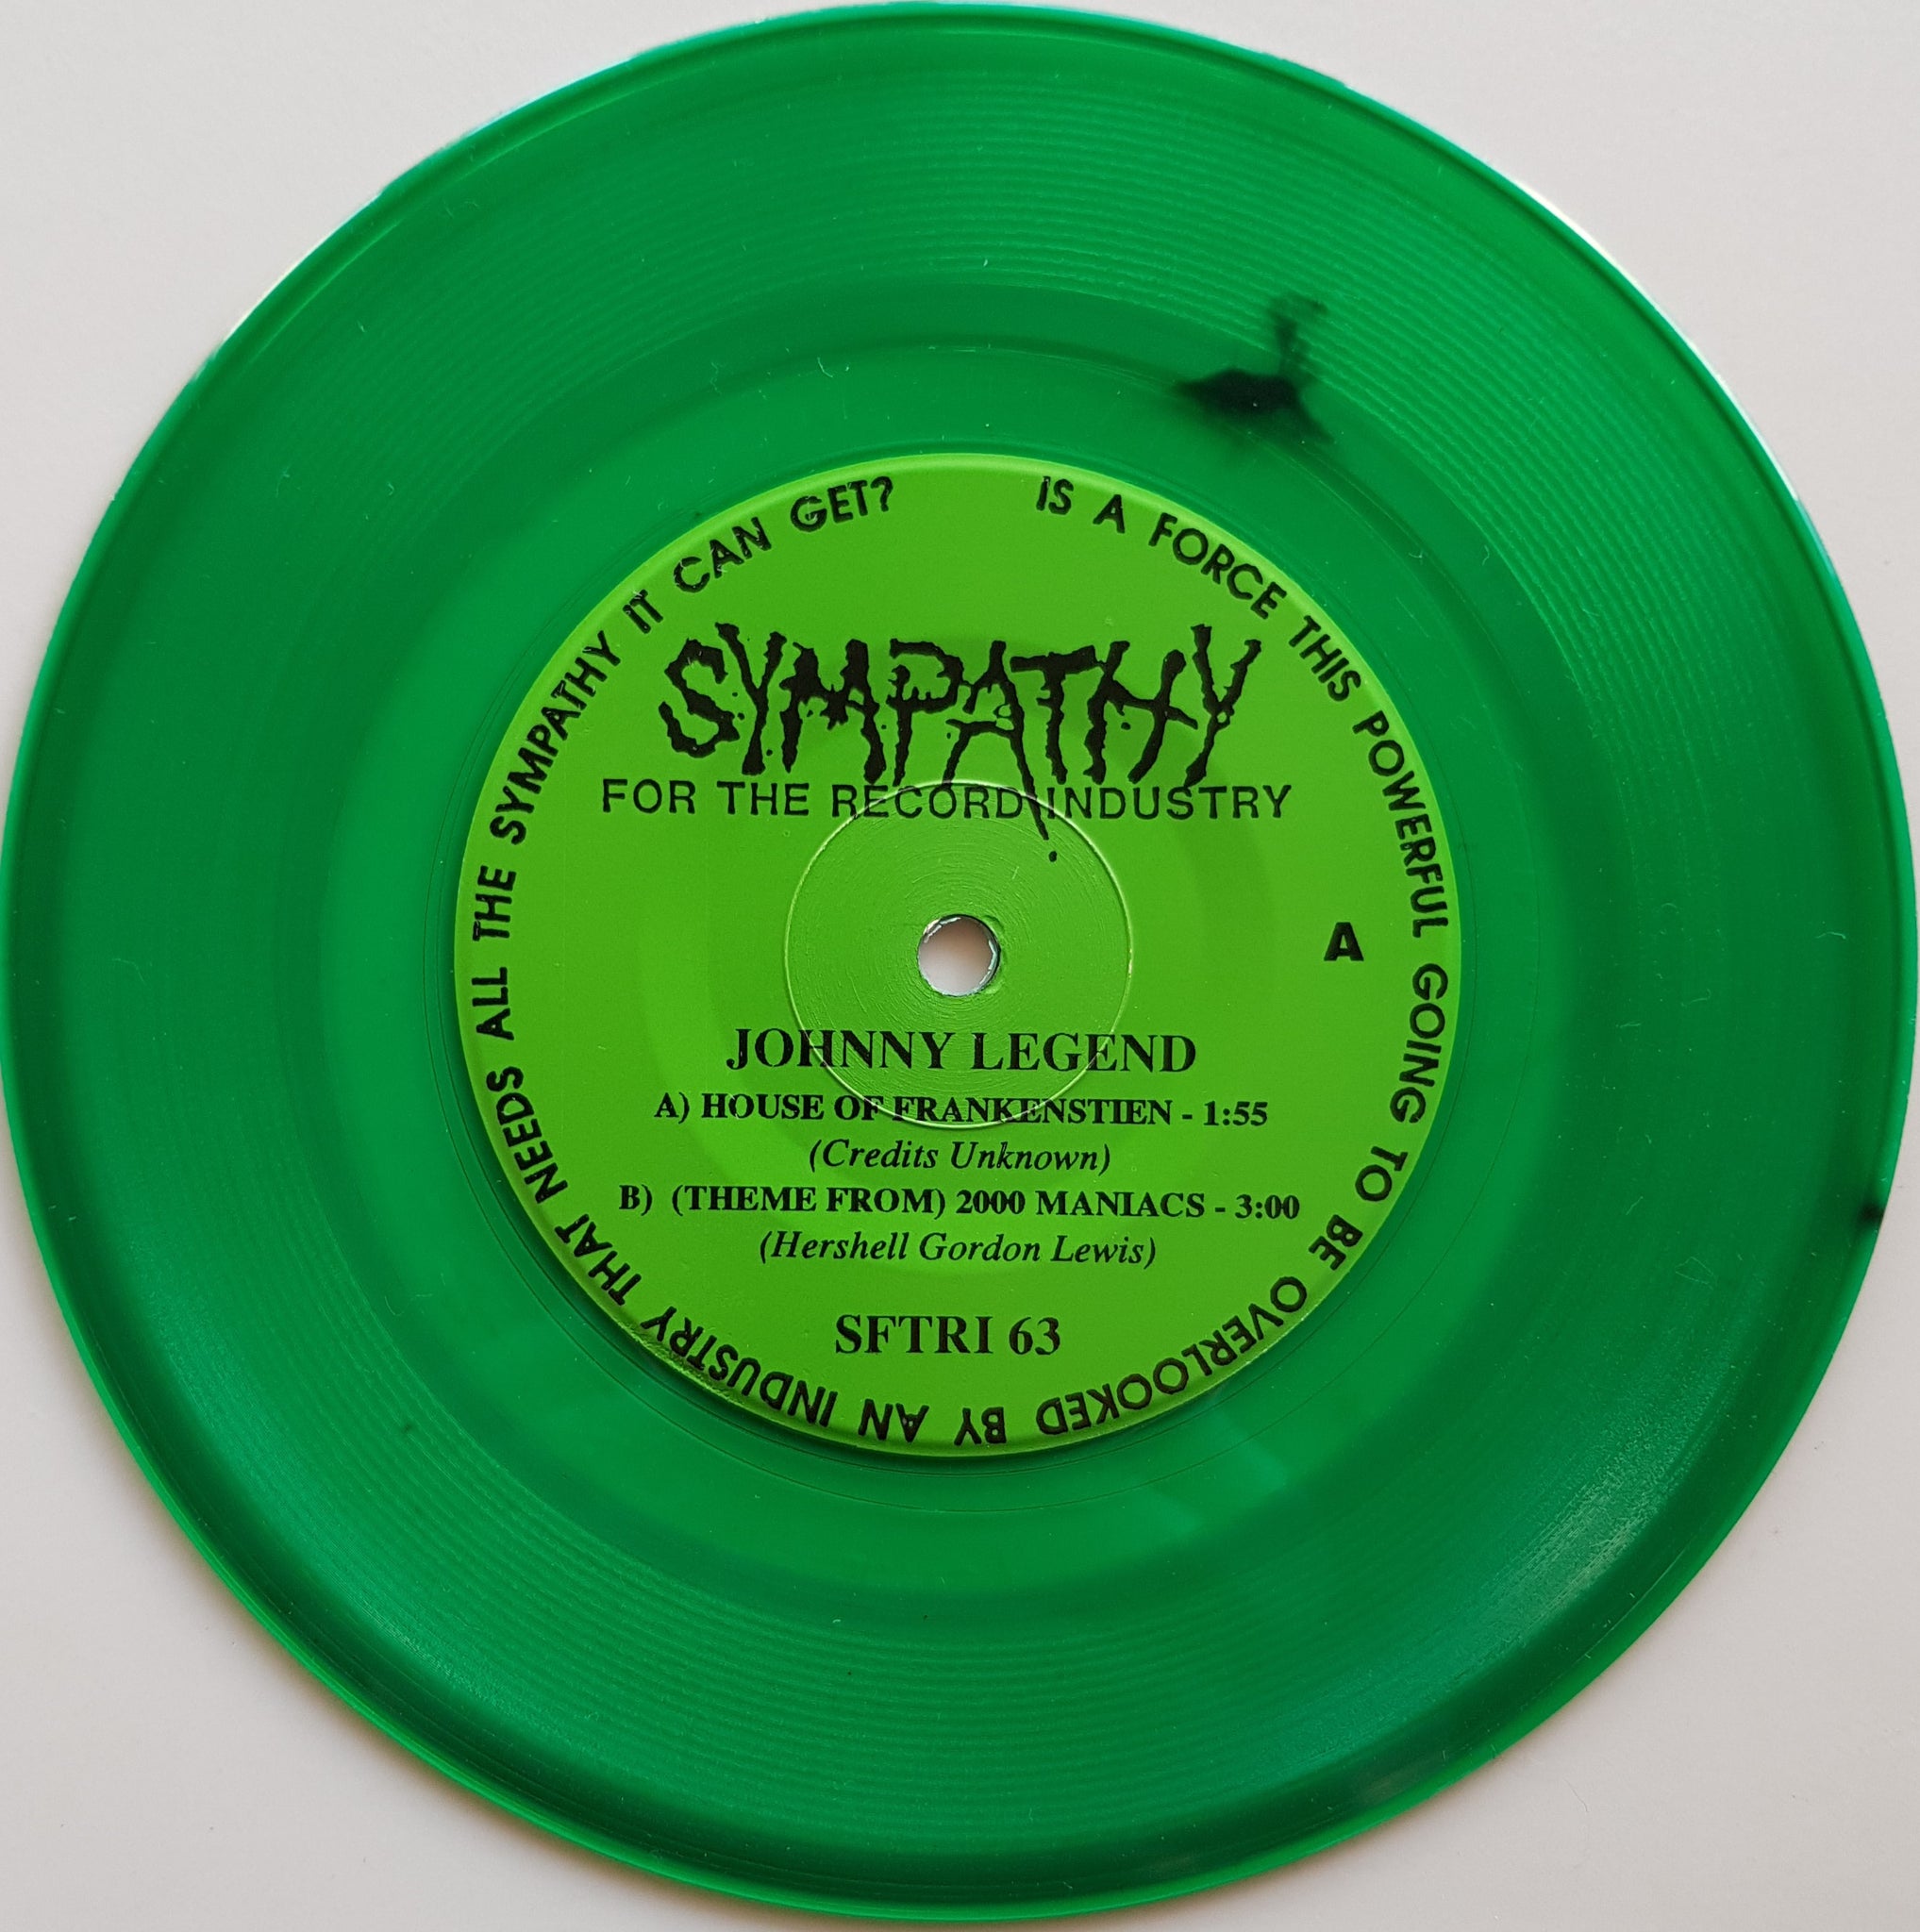 IS A FORCE THIS POWERFUL GOING TO BE OVERLOOKED BY AN INDUSTRY THAT NEEDS ALL THE SYMPATHY IT CAN GET?
SYMPATHY
FOR THE RECORD INDUSTRY
A
JOHNNY LEGEND
A) HOUSE OF FRANKENSTIEN - 1:55
(Credits Unknown)
B) (THEME FROM) 2000 MANIACS - 3:00
(Hershell Gordon Lewis)
SFTRI 63